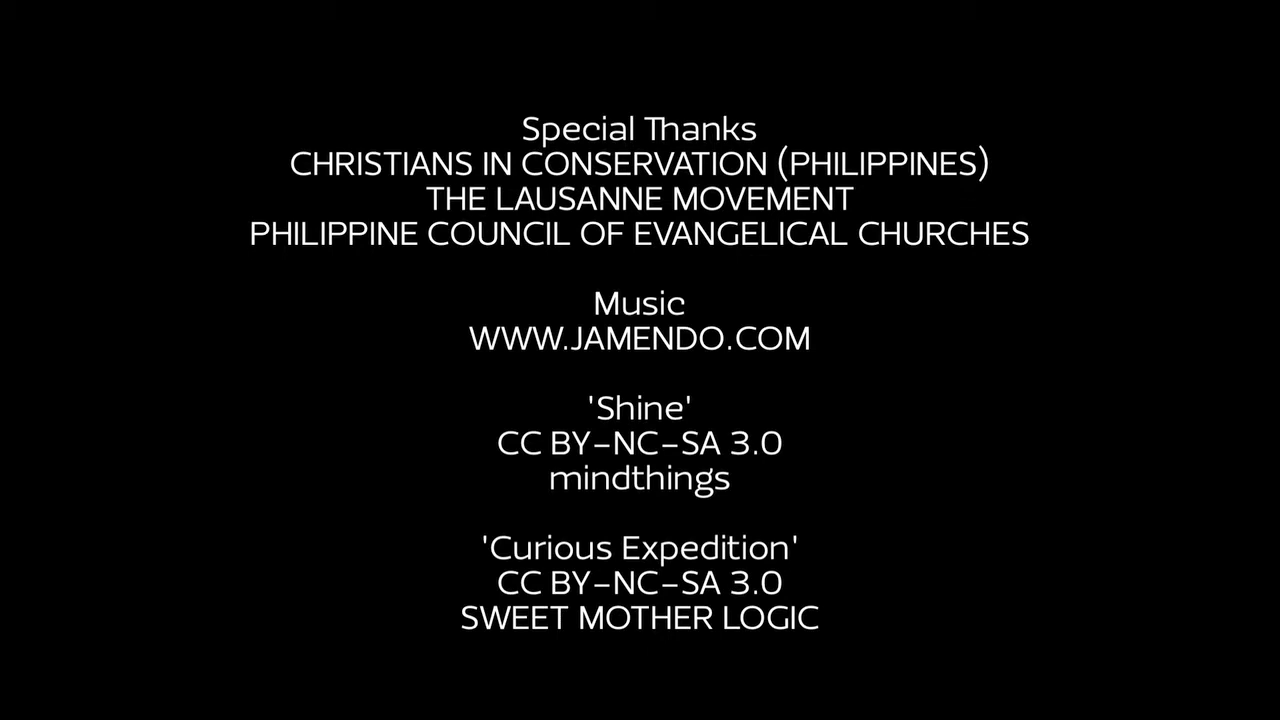 Special Thanks
CHRISTIANS IN CONSERVATION (PHILIPPINES)
THE LAUSANNE MOVEMENT
PHILIPPINE COUNCIL OF EVANGELICAL CHURCHES
Music
WWW.JAMENDO.COM
'Shine'
CC BY-NC-SA 3.0
mindthings
'Curious Expedition'
CC BY-NC-SA 3.0
SWEET MOTHER LOGIC